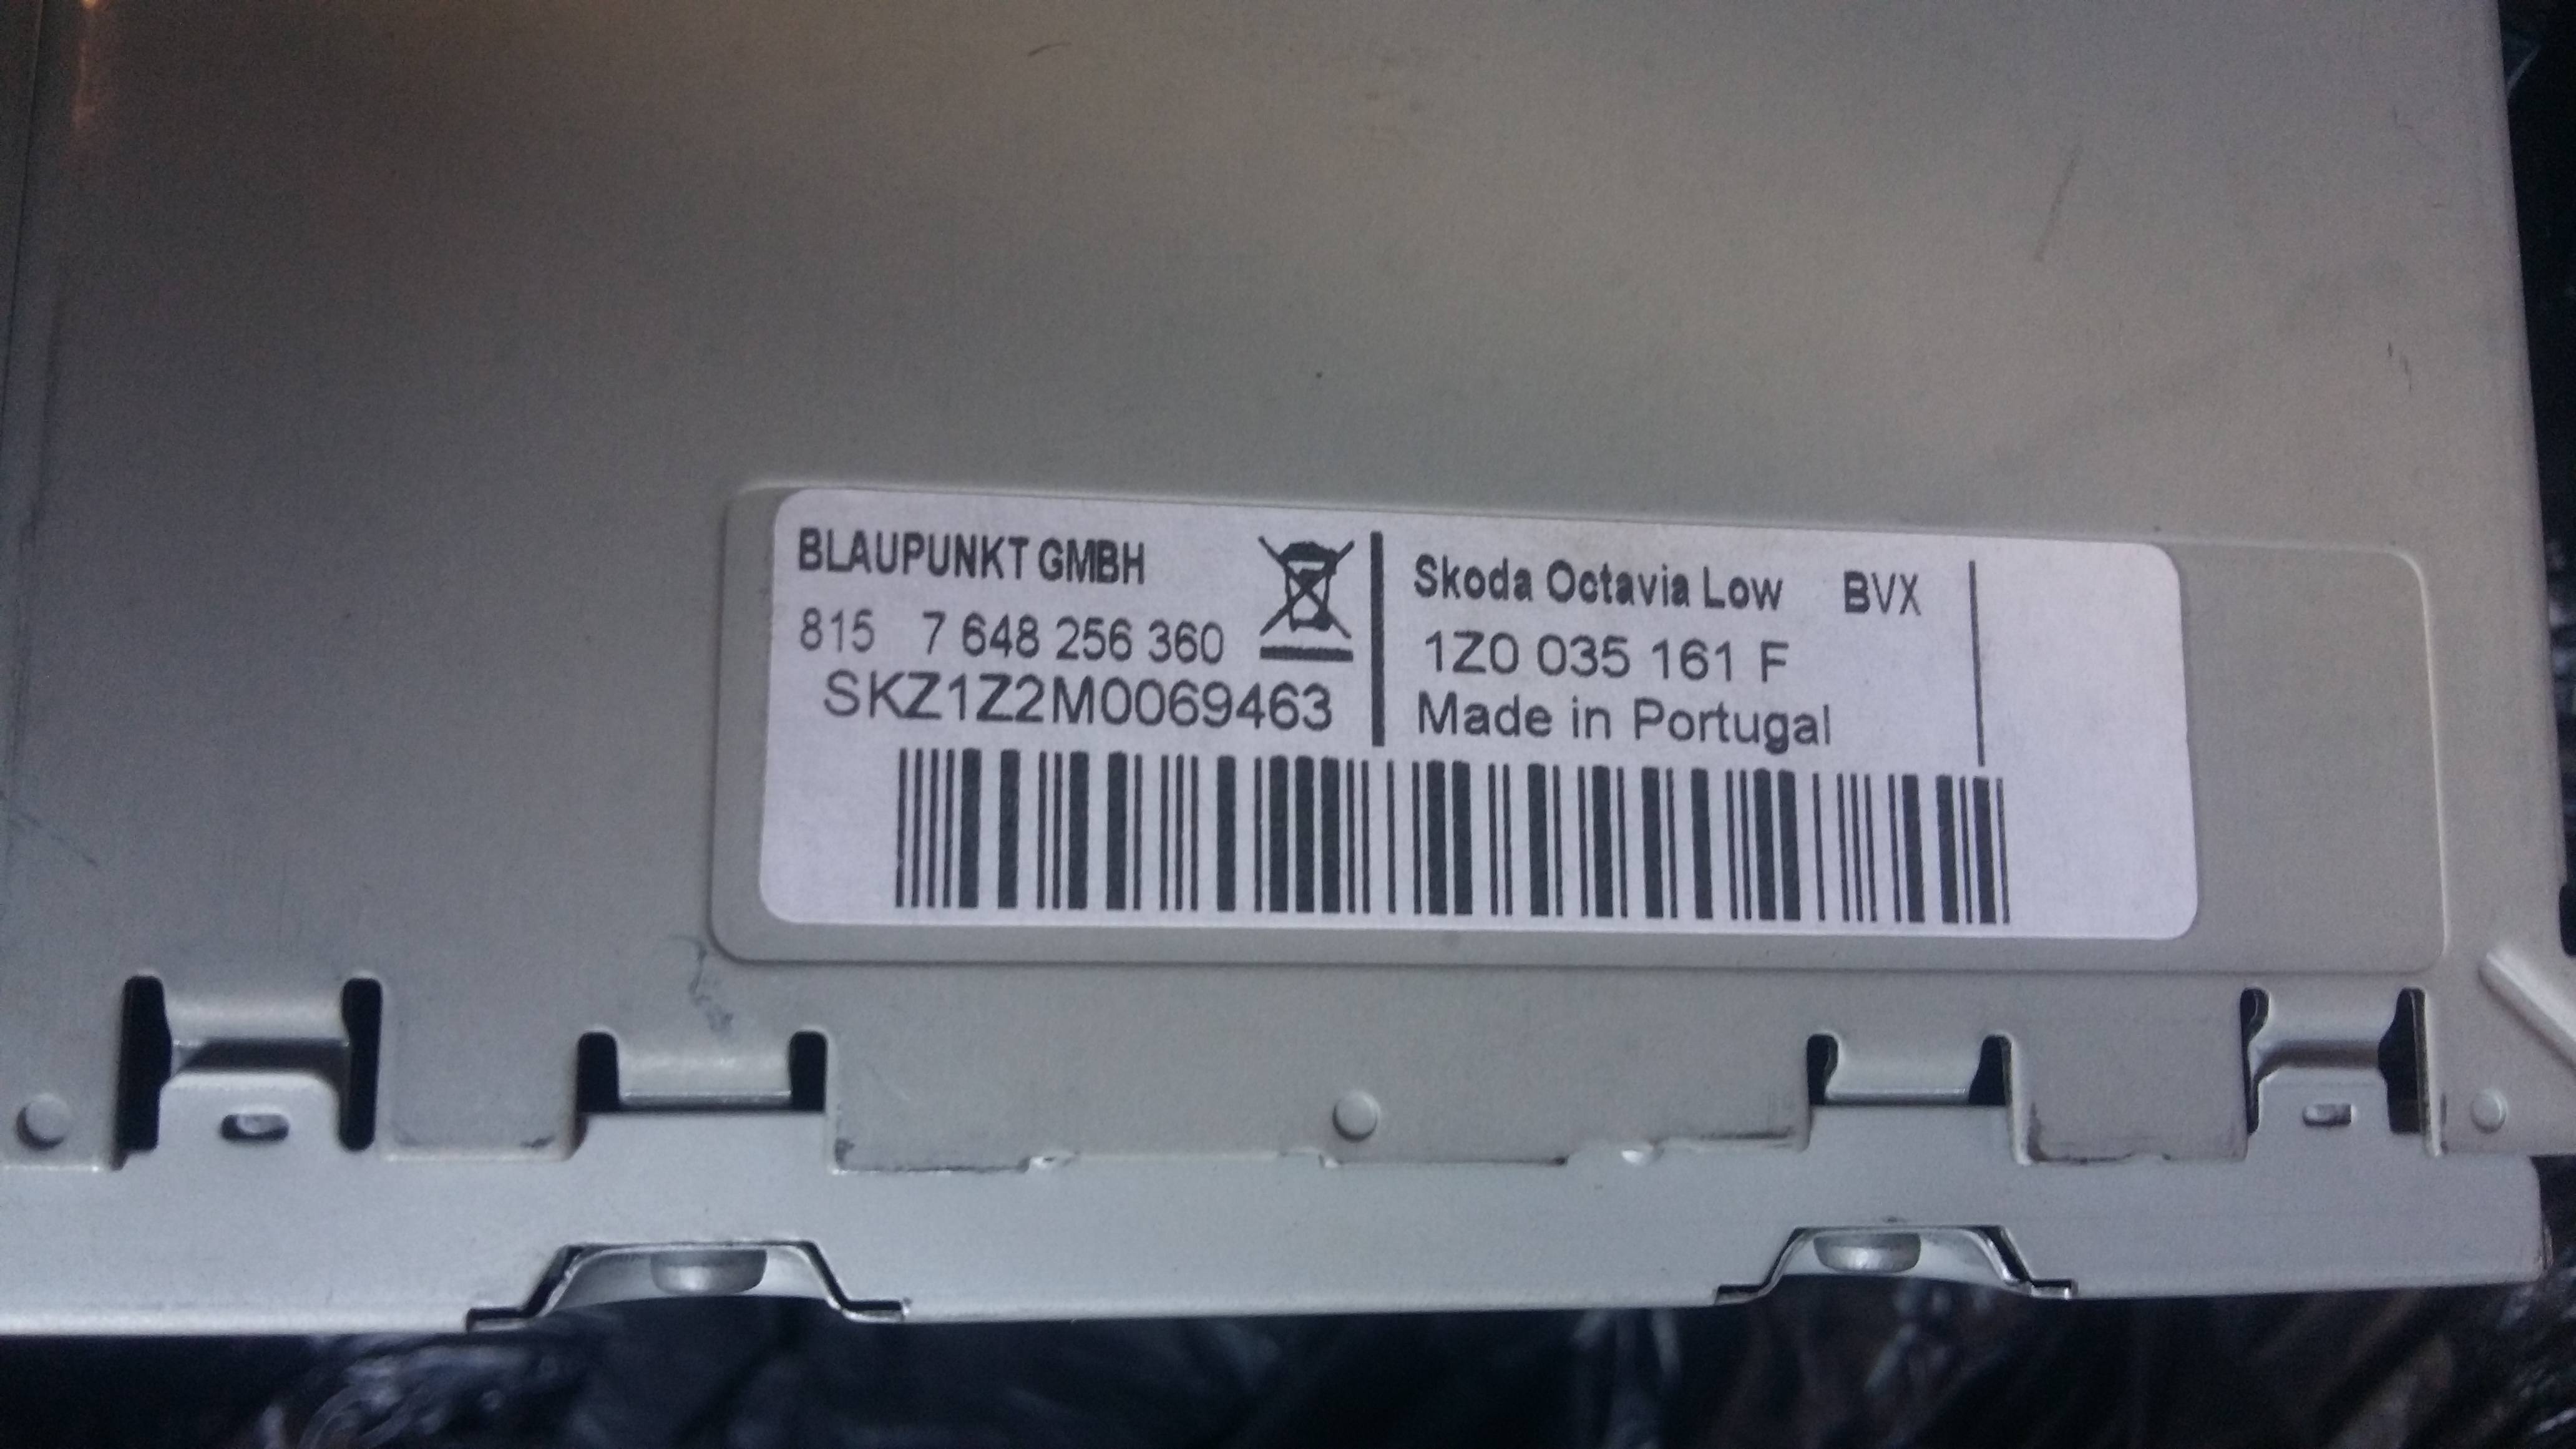 BLAUPUNKT GMBH
815 7 648 256 360
SKZ1Z2M0069463
Skoda Octavia Low BVX
1Z0 035 161 F
Made in Portugal